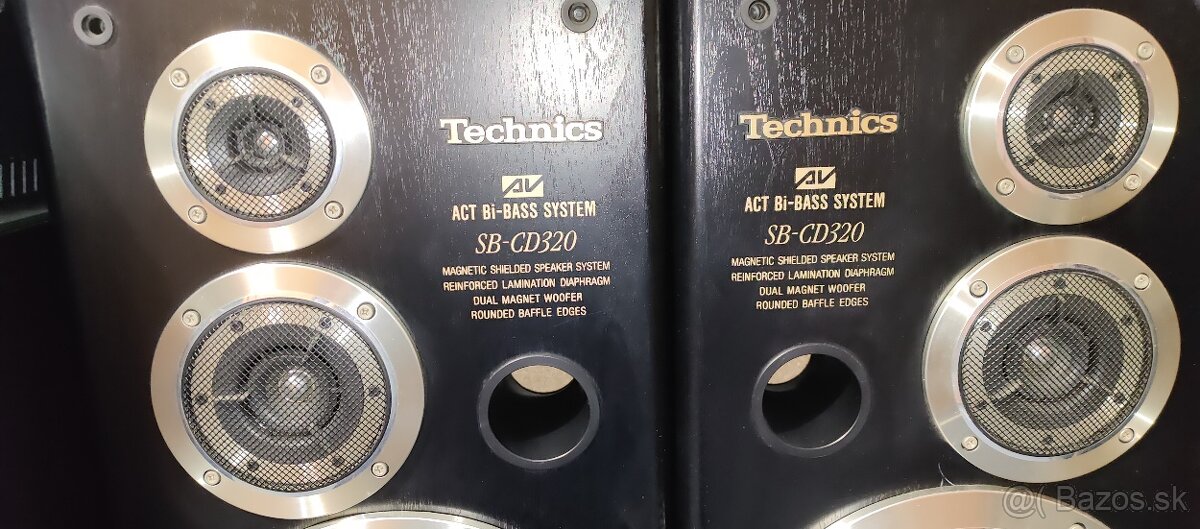 Technics
AV
ACT Bi-BASS SYSTEM
SB-CD320
MAGNETIC SHIELDED SPEAKER SYSTEM
REINFORCED LAMINATION DIAPHRAGM
DUAL MAGNET WOOFER
ROUNDED BAFFLE EDGES
Technics
AV
ACT Bi-BASS SYSTEM
SB-CD320
MAGNETIC SHIELDED SPEAKER SYSTEM
REINFORCED LAMINATION DIAPHRAGM
DUAL MAGNET WOOFER
ROUNDED BAFFLE EDGES
@( Bazos.sk